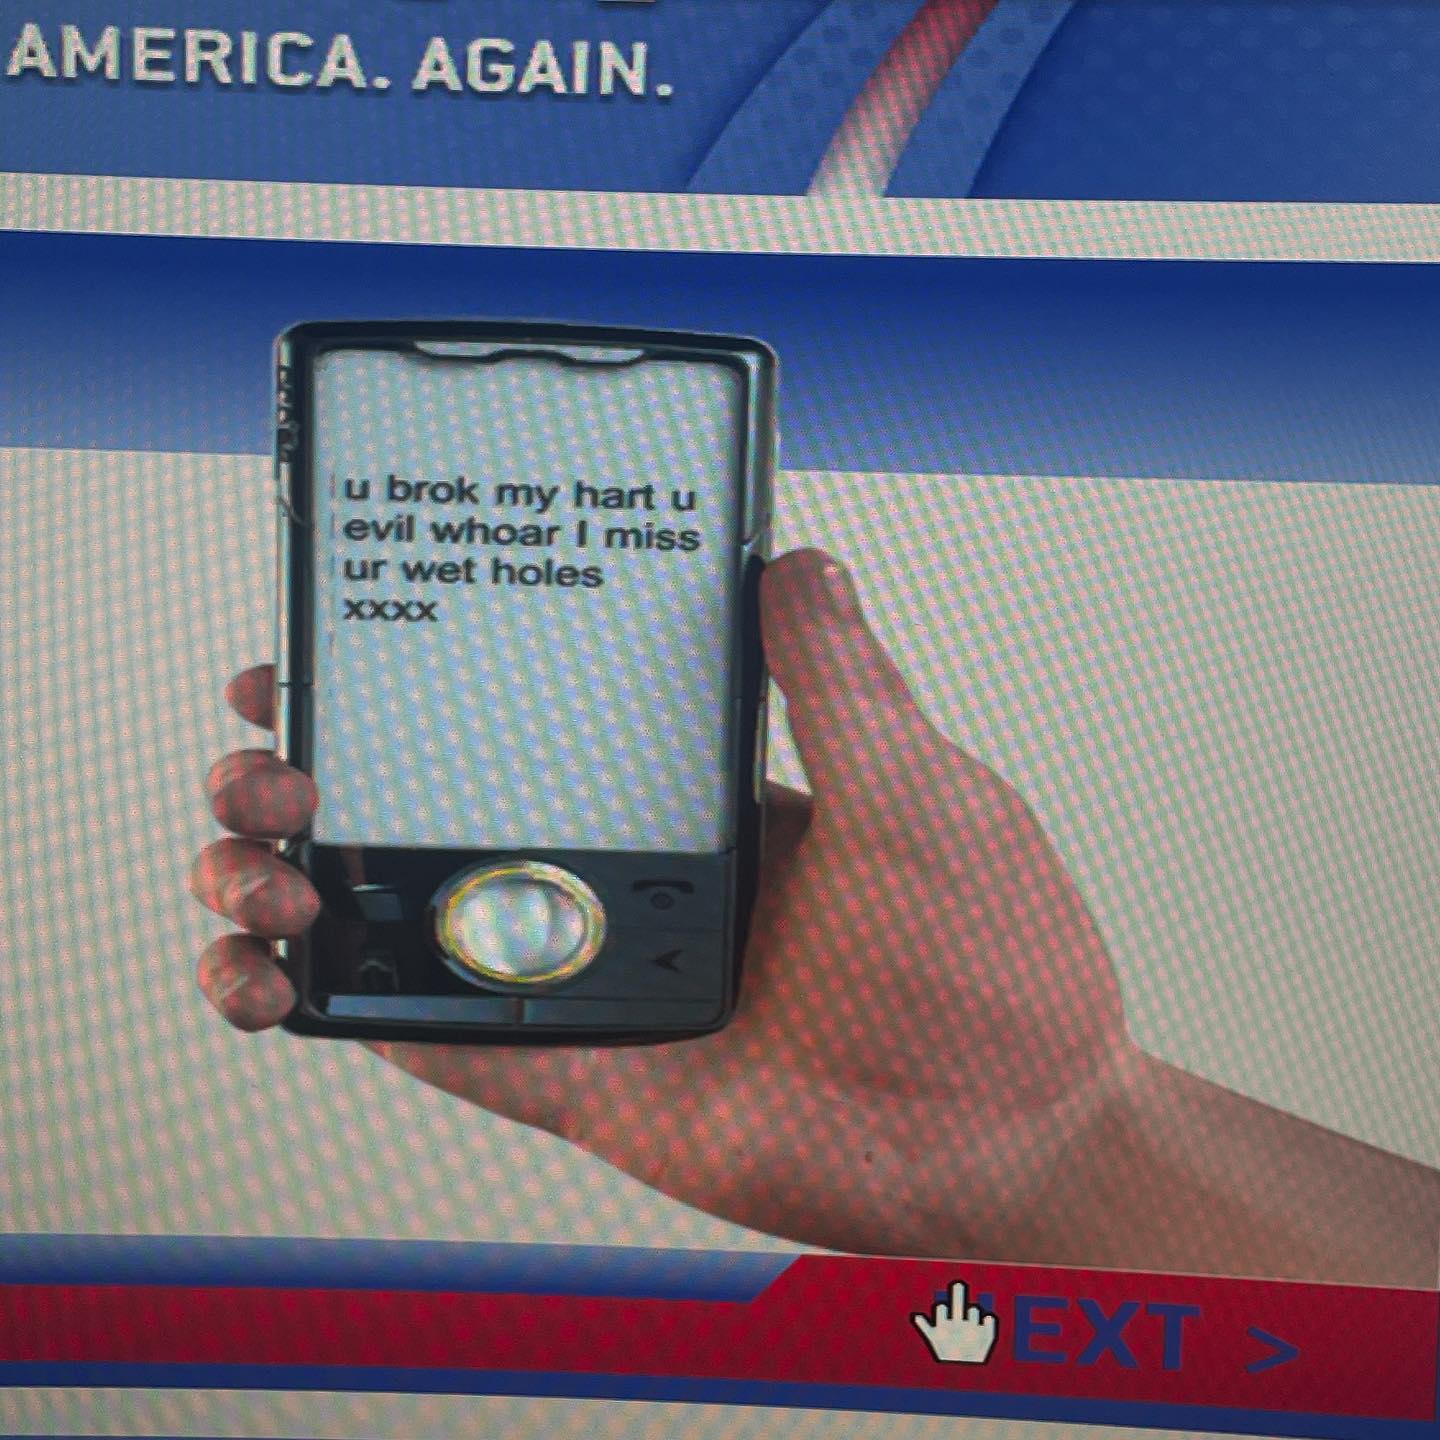 AMERICA. AGAIN.
u brok my hart u
evil whoar I miss
ur wet holes
xxxx
EXT >